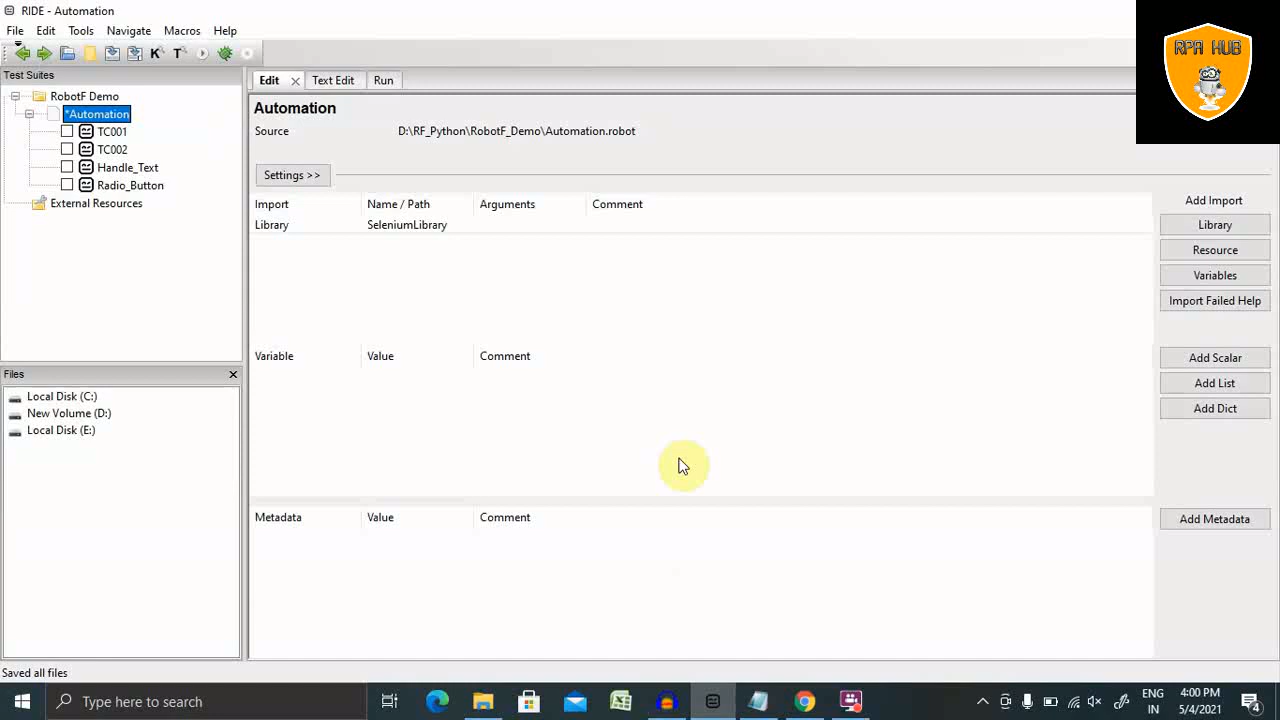 RIDE - Automation
File Edit Tools Navigate Macros Help
Test Suites
RobotF Demo
*Automation
TC001
TC002
Handle_Text
Radio_Button
External Resources
Files
Local Disk (C:)
New Volume (D:)
Local Disk (E:)
Saved all files
Edit Text Edit Run
Automation
Source D:\RF_Python\RobotF_Demo\Automation.robot
Settings >>
Import Name / Path Arguments Comment
Library SeleniumLibrary
Variable Value Comment
Metadata Value Comment
Add Import
Library
Resource
Variables
Import Failed Help
Add Scalar
Add List
Add Dict
Add Metadata
RPA HUB
Type here to search
ENG
IN
4:00 PM
5/4/2021
4